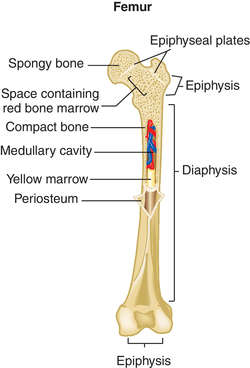 Femur
Epiphyseal plates
Spongy bone
Space containing
red bone marrow
Epiphysis
Compact bone
Medullary cavity
Diaphysis
Yellow marrow
Periosteum
Epiphysis